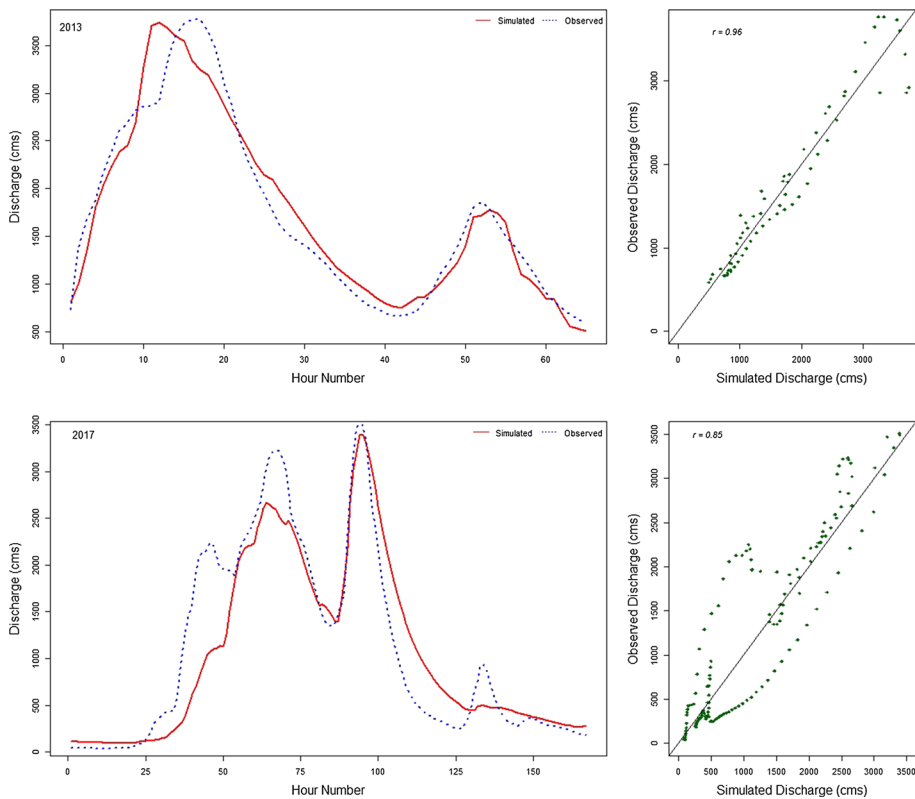 2013
Simulated Observed
Discharge (cms)
500 1000 1500 2000 2500 3000 3500
0 10 20 30 40 50 60
Hour Number
r = 0.96
Observed Discharge (cms)
0 1000 2000 3000
0 1000 2000 3000
Simulated Discharge (cms)
2017
Simulated Observed
Discharge (cms)
0 500 1000 1500 2000 2500 3000 3500
0 25 50 75 100 125 150
Hour Number
r = 0.85
Observed Discharge (cms)
0 500 1000 1500 2000 2500 3000 3500
0 500 1000 1500 2000 2500 3000 3500
Simulated Discharge (cms)